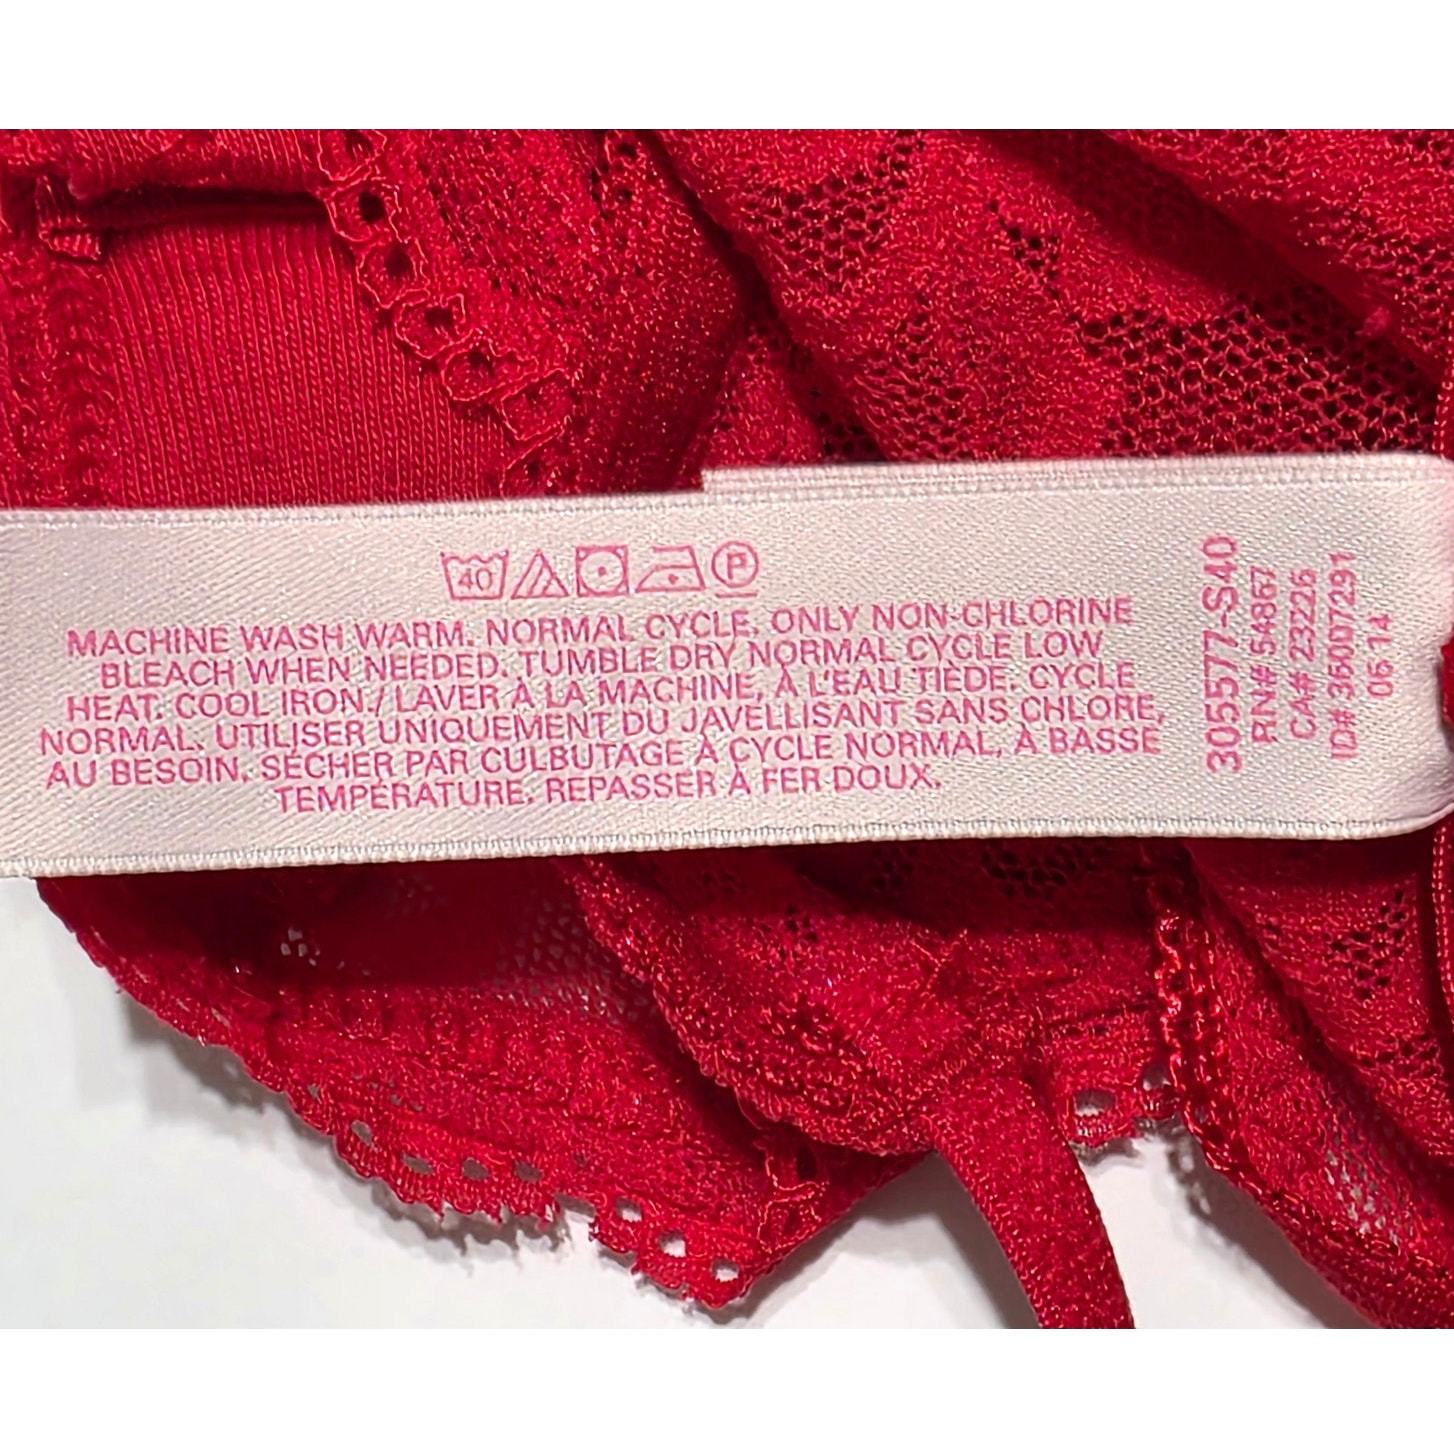 40 P
MACHINE WASH WARM. NORMAL CYCLE. ONLY NON-CHLORINE
BLEACH WHEN NEEDED. TUMBLE DRY NORMAL CYCLE LOW
HEAT. COOL IRON./ LAVER À LA MACHINE, À L'EAU TIÈDE. CYCLE
NORMAL. UTILISER UNIQUEMENT DU JAVELLISANT SANS CHLORE,
AU BESOIN. SÉCHER PAR CULBUTAGE À CYCLE NORMAL, À BASSE
TEMPÉRATURE. REPASSER À FER DOUX.
305577-S40
RN# 54867
CA# 23226
ID# 36007291
06 14